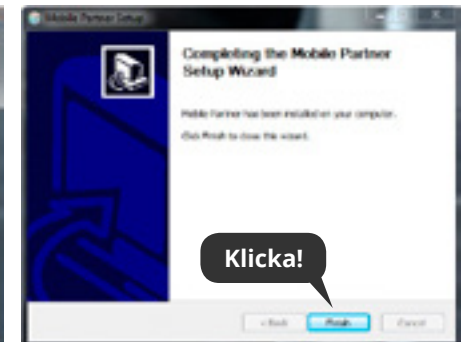 Mobile Partner Setup
Completing the Mobile Partner
Setup Wizard
Mobile Partner has been installed on your computer.
Click Finish to close this wizard.
Klicka!
< Back
Finish
Cancel